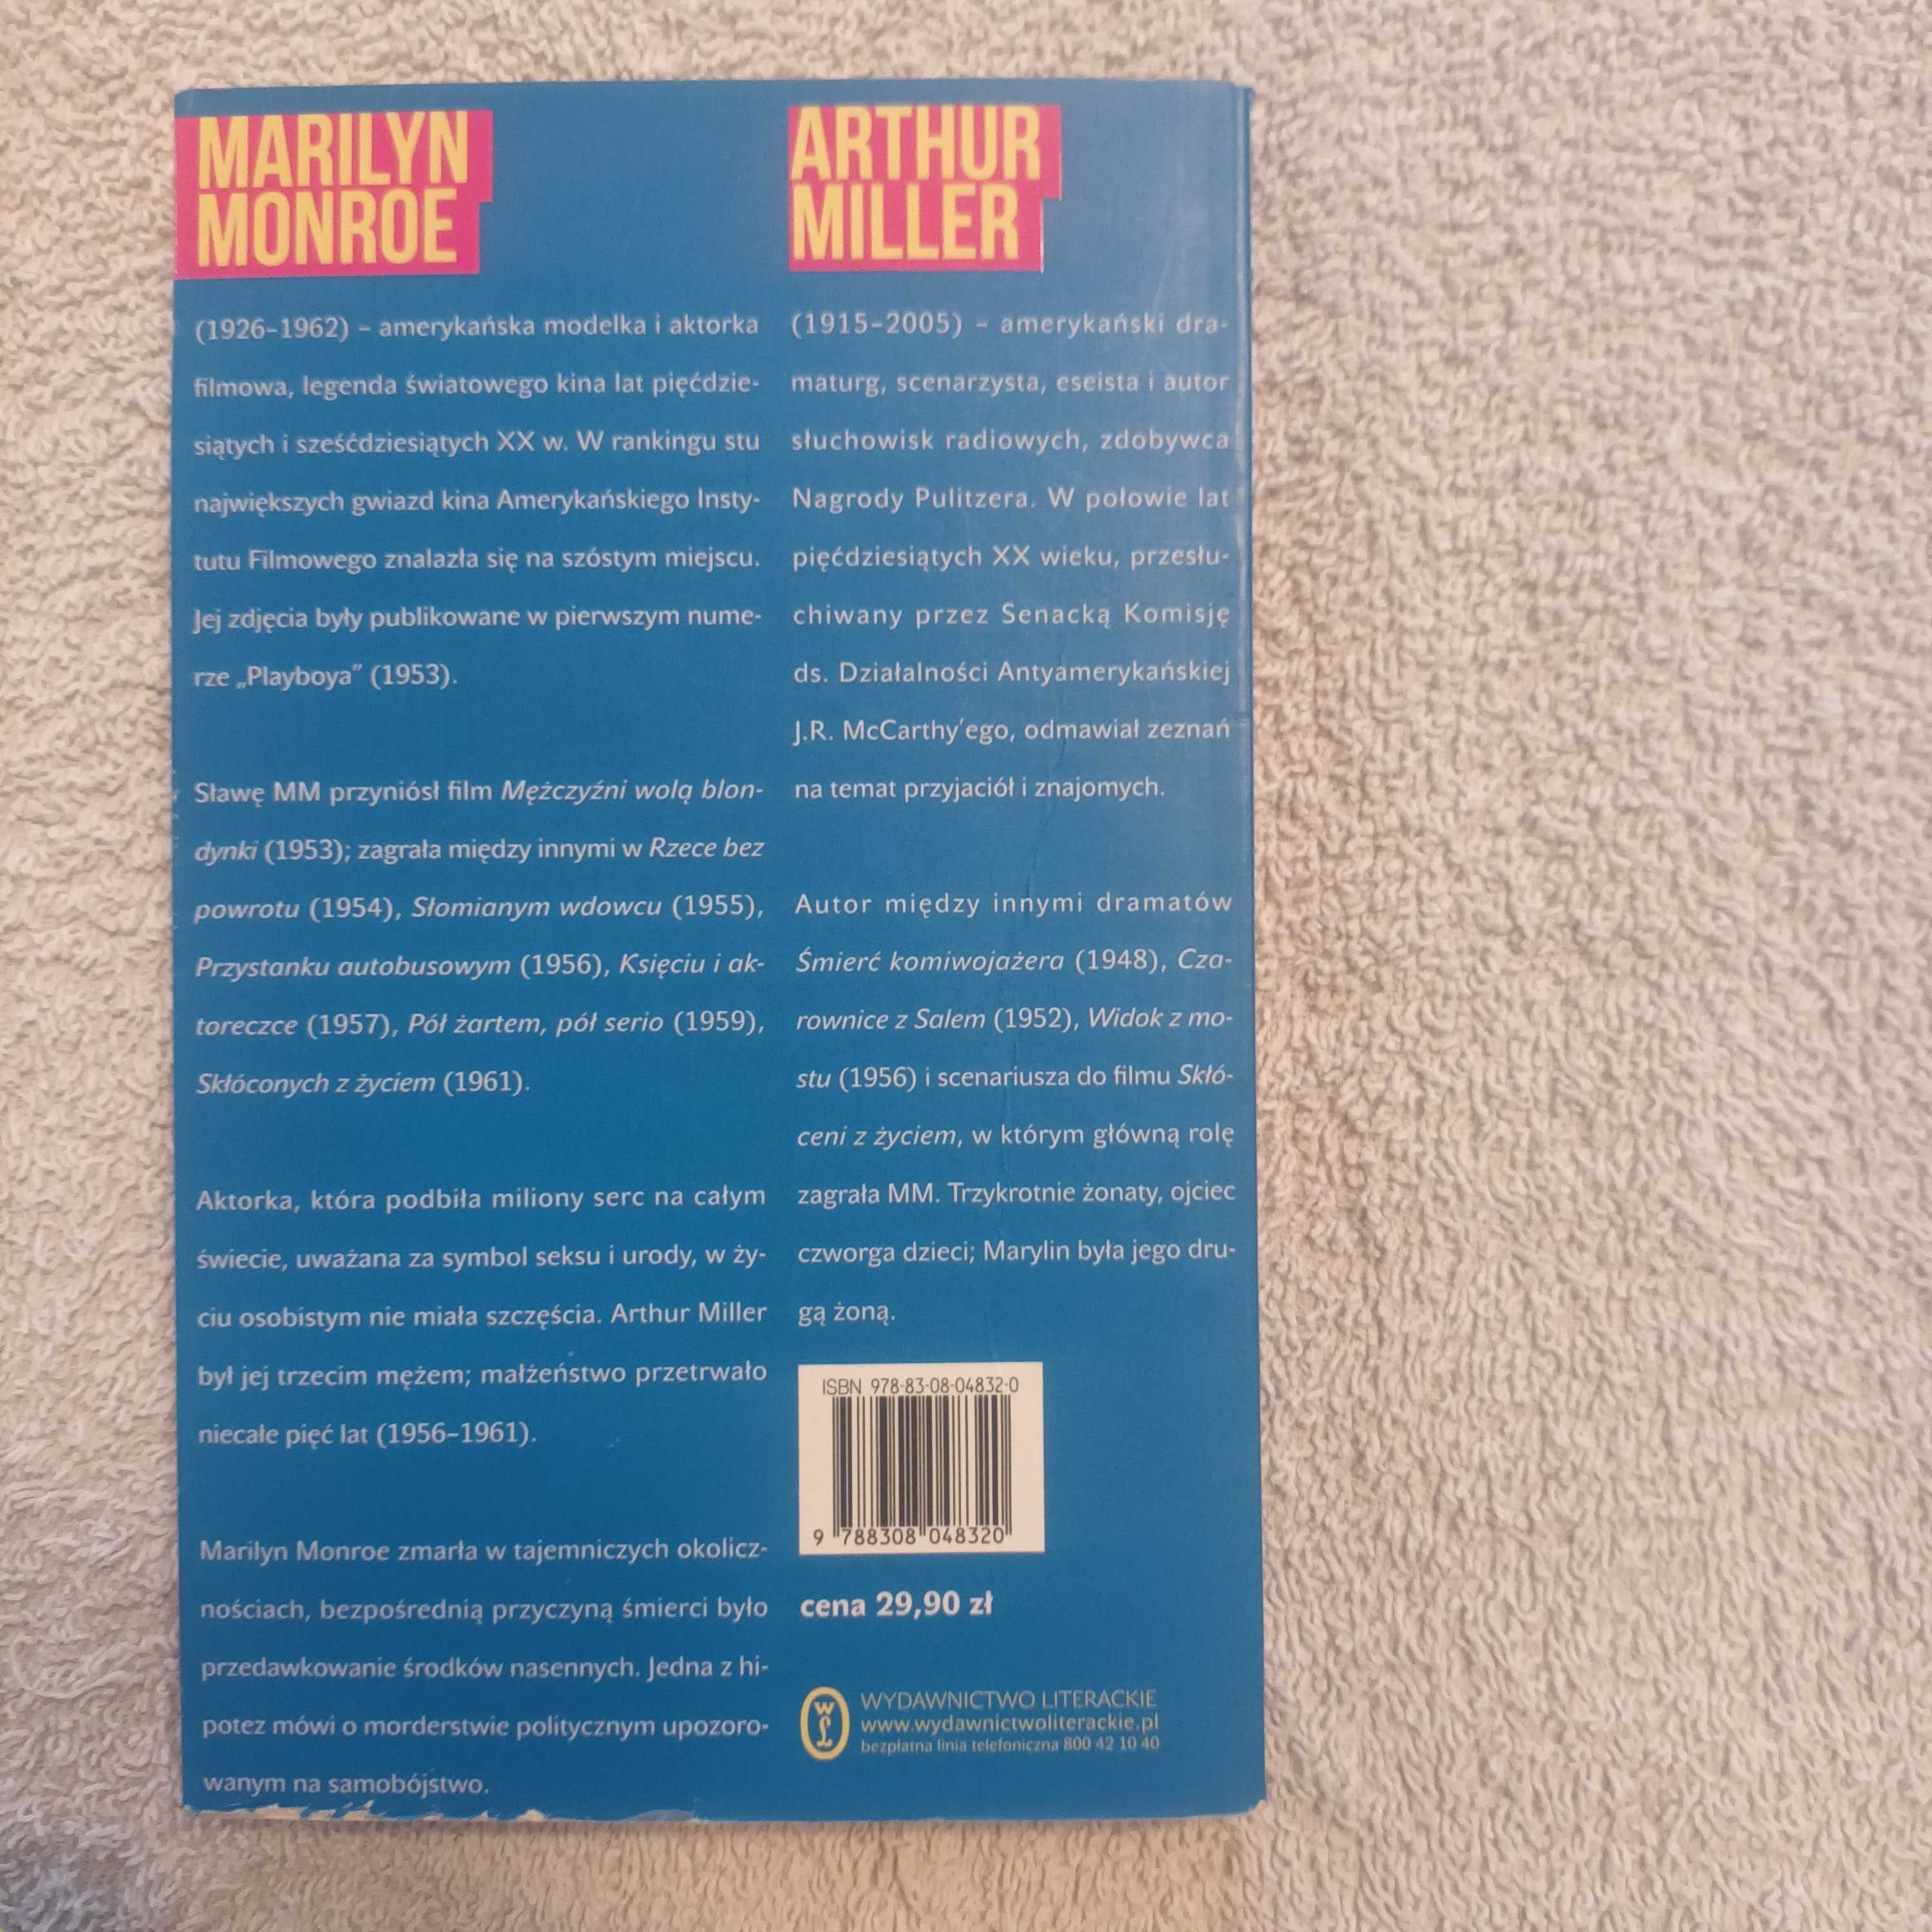 MARILYN
MONROE
(1926–1962) – amerykańska modelka i aktorka
filmowa, legenda światowego kina lat pięćdzie-
siątych i sześćdziesiątych XX w. W rankingu stu
największych gwiazd kina Amerykańskiego Insty-
tutu Filmowego znalazła się na szóstym miejscu.
Jej zdjęcia były publikowane w pierwszym nume-
rze „Playboya” (1953).
Sławę MM przyniósł film Mężczyźni wolą blon-
dynki (1953); zagrała między innymi w Rzece bez
powrotu (1954), Słomianym wdowcu (1955),
Przystanku autobusowym (1956), Księciu i ak-
toreczce (1957), Pół żartem, pół serio (1959),
Skłóconych z życiem (1961).
Aktorka, która podbiła miliony serc na całym
świecie, uważana za symbol seksu i urody, w ży-
ciu osobistym nie miała szczęścia. Arthur Miller
był jej trzecim mężem; małżeństwo przetrwało
niecałe pięć lat (1956–1961).
Marilyn Monroe zmarła w tajemniczych okolicz-
nościach, bezpośrednią przyczyną śmierci było
przedawkowanie środków nasennych. Jedna z hi-
potez mówi o morderstwie politycznym upozoro-
wanym na samobójstwo.
ARTHUR
MILLER
(1915–2005) – amerykański dra-
maturg, scenarzysta, eseista i autor
słuchowisk radiowych, zdobywca
Nagrody Pulitzera. W połowie lat
pięćdziesiątych XX wieku, przesłu-
chiwany przez Senacką Komisję
ds. Działalności Antyamerykańskiej
J.R. McCarthy’ego, odmawiał zeznań
na temat przyjaciół i znajomych.
Autor między innymi dramatów
Śmierć komiwojażera (1948), Cza-
rownice z Salem (1952), Widok z mo-
stu (1956) i scenariusza do filmu Skłó-
ceni z życiem, w którym główną rolę
zagrała MM. Trzykrotnie żonaty, ojciec
czworga dzieci; Marylin była jego dru-
gą żoną.
ISBN 978-83-08-04832-0
9 788308 048320
cena 29,90 zł
WL
WYDAWNICTWO LITERACKIE
www.wydawnictwoliterackie.pl
bezpłatna linia telefoniczna 800 42 10 40